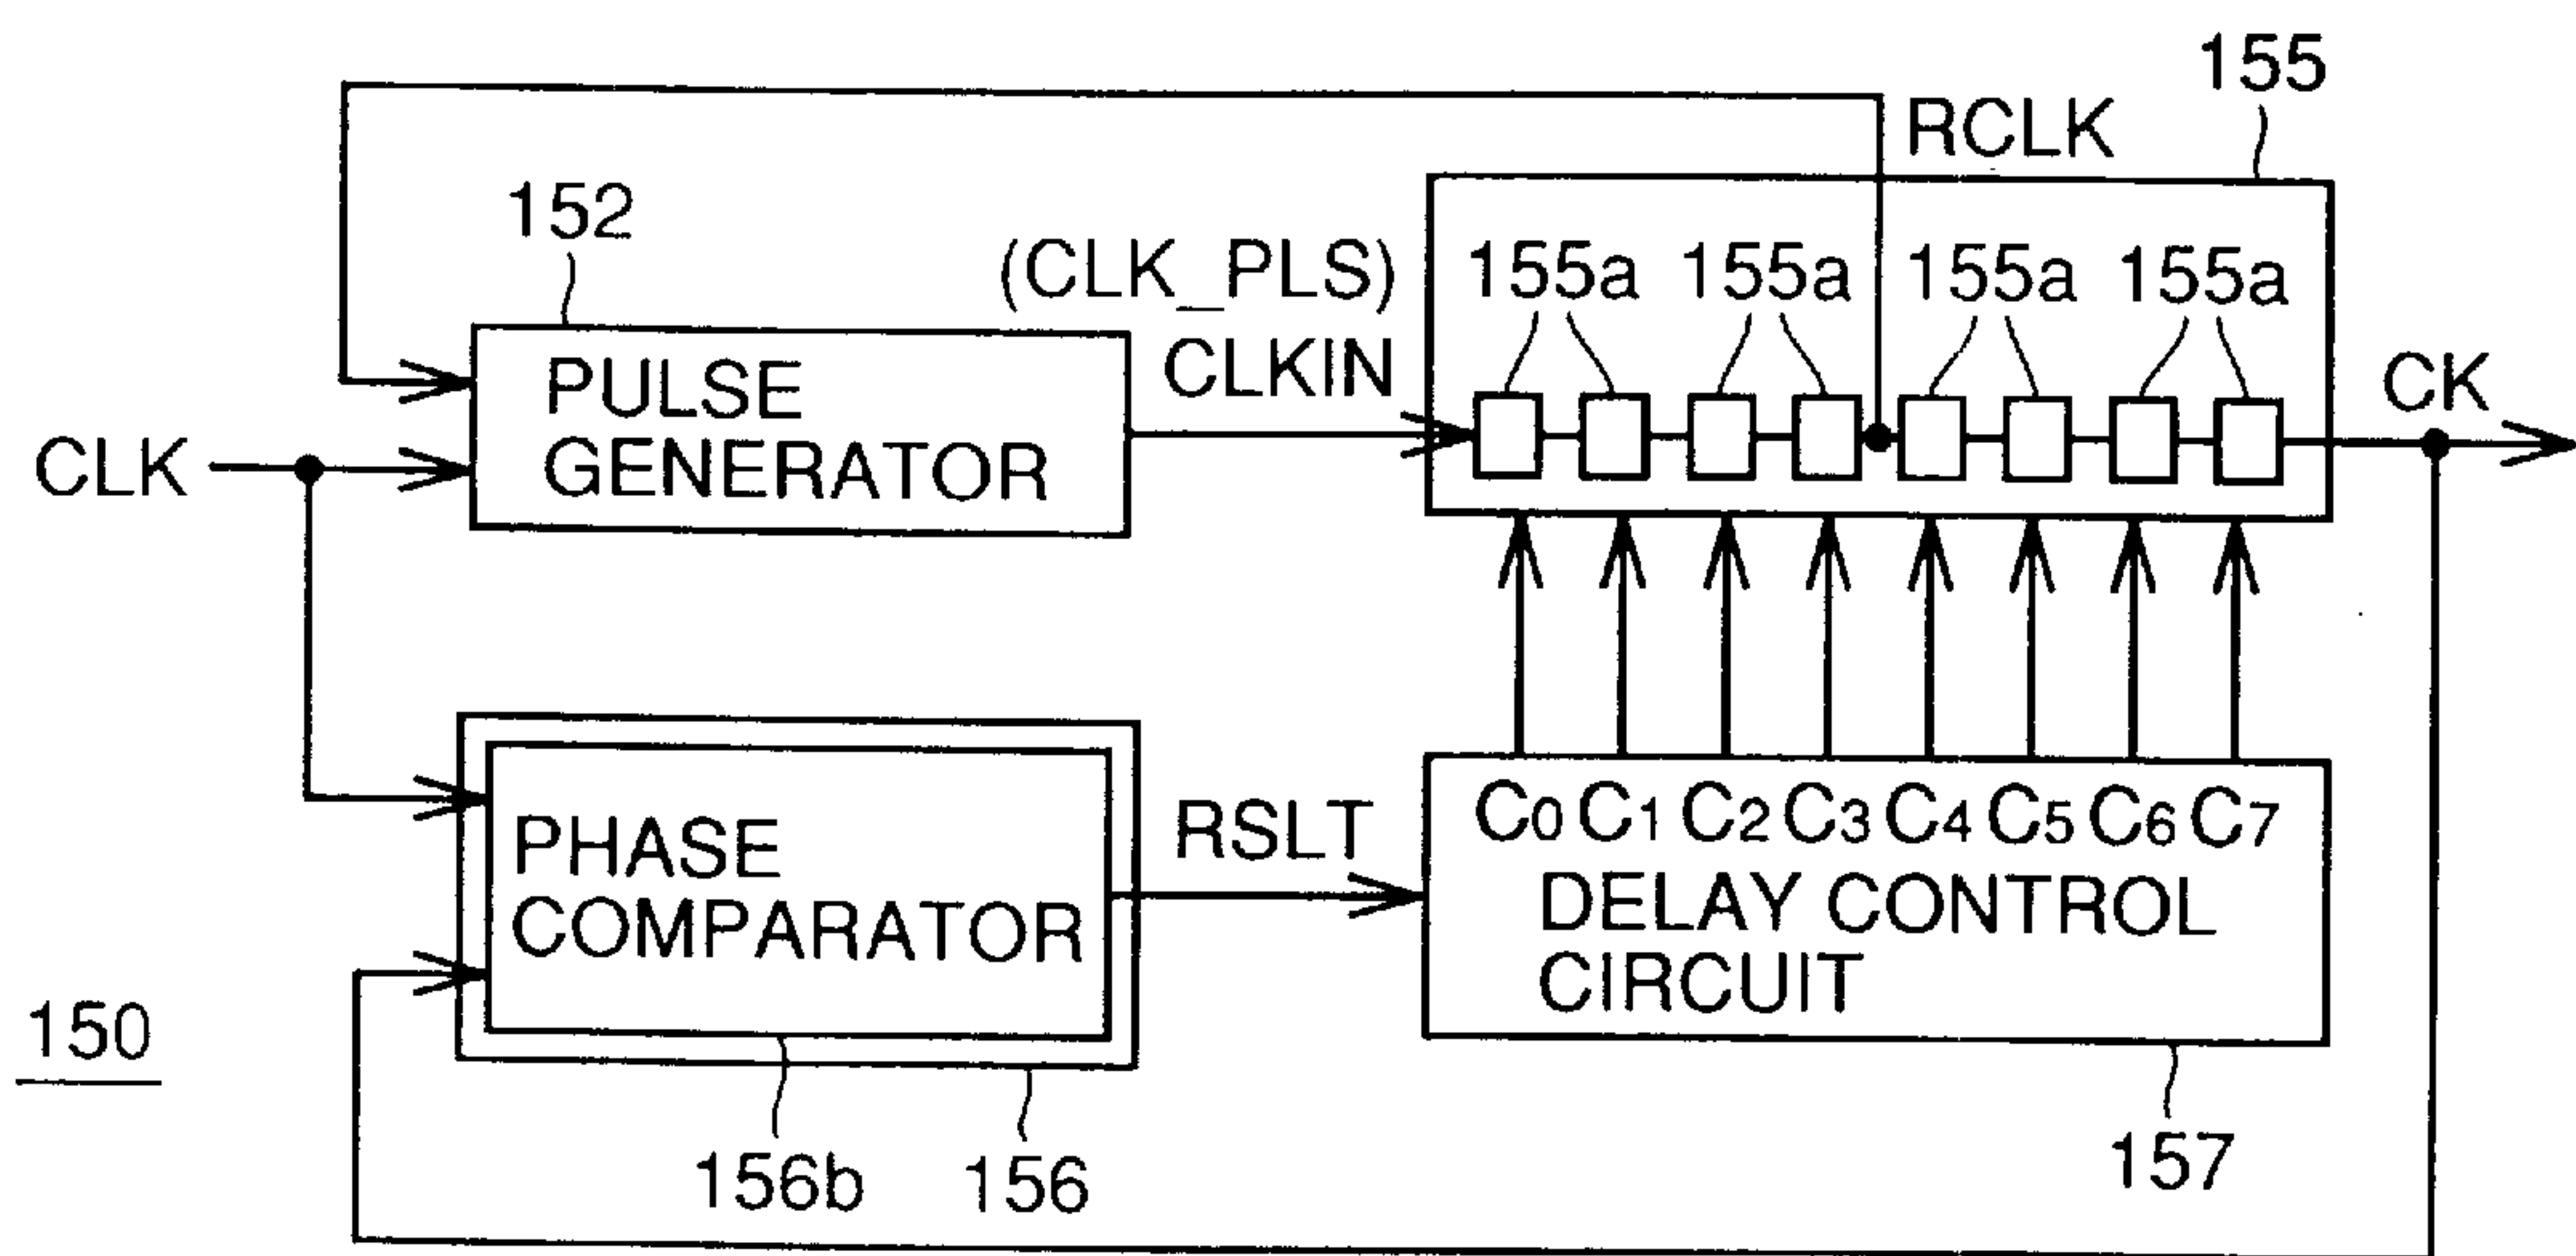 155
RCLK
152
(CLK_PLS)
155a 155a 155a 155a
CLKIN
CK
PULSE
GENERATOR
CLK
C0 C1 C2 C3 C4 C5 C6 C7
RSLT
PHASE
COMPARATOR
DELAY CONTROL
CIRCUIT
150
156b
156
157